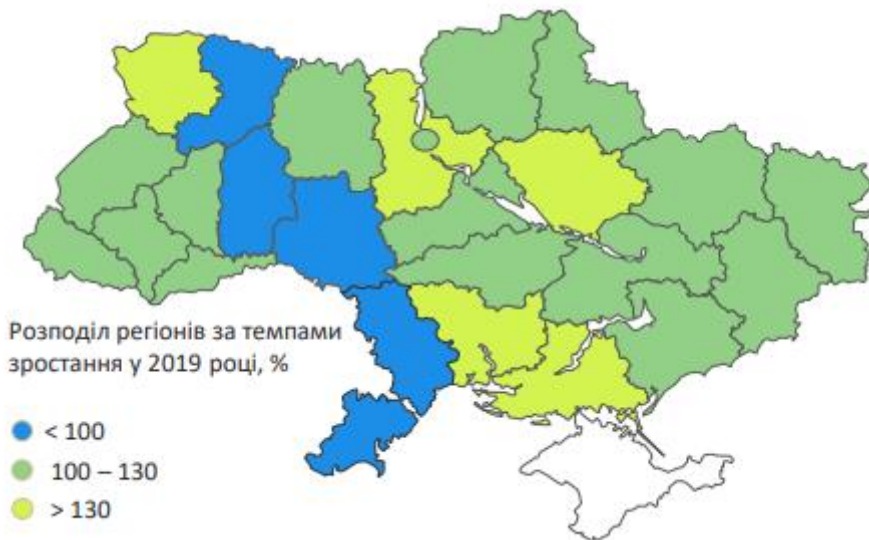 Розподіл регіонів за темпами
зростання у 2019 році, %
< 100
100 – 130
> 130